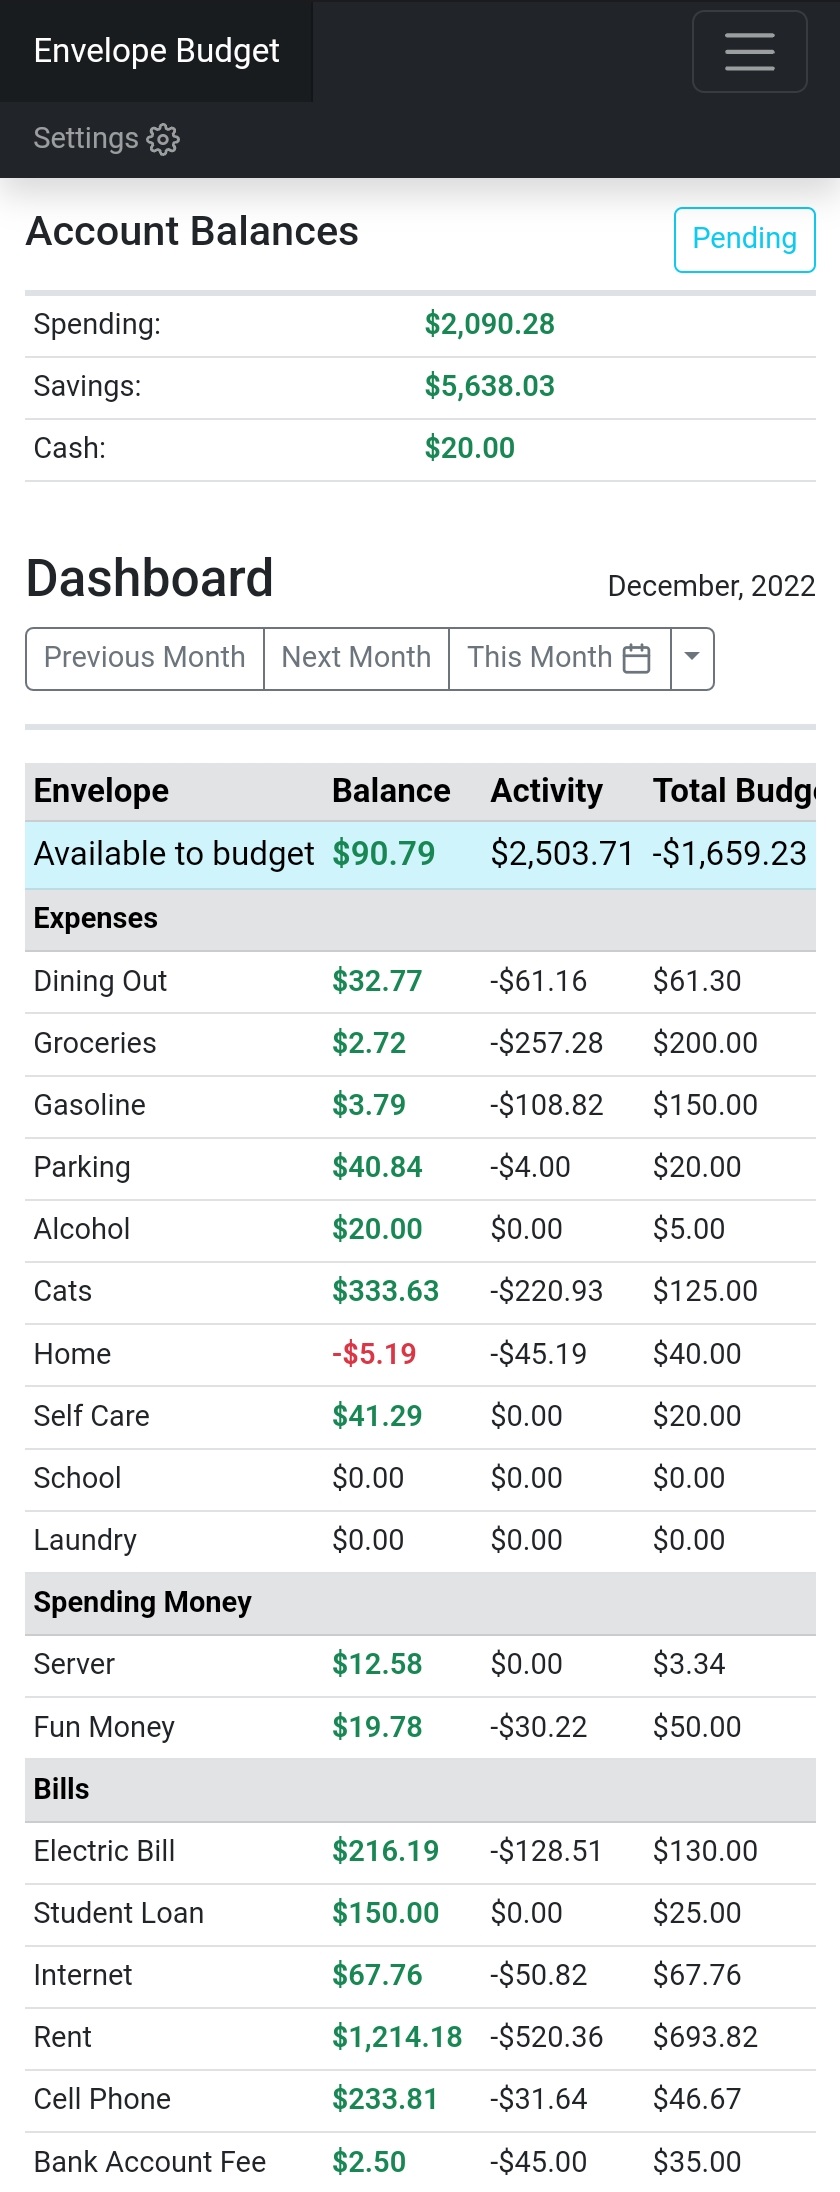 Envelope Budget
Settings
Account Balances Pending
Spending: $2,090.28
Savings: $5,638.03
Cash: $20.00
Dashboard December, 2022
Previous Month Next Month This Month
Envelope Balance Activity Total Budg
Available to budget $90.79 $2,503.71 -$1,659.23
Expenses
Dining Out $32.77 -$61.16 $61.30
Groceries $2.72 -$257.28 $200.00
Gasoline $3.79 -$108.82 $150.00
Parking $40.84 -$4.00 $20.00
Alcohol $20.00 $0.00 $5.00
Cats $333.63 -$220.93 $125.00
Home -$5.19 -$45.19 $40.00
Self Care $41.29 $0.00 $20.00
School $0.00 $0.00 $0.00
Laundry $0.00 $0.00 $0.00
Spending Money
Server $12.58 $0.00 $3.34
Fun Money $19.78 -$30.22 $50.00
Bills
Electric Bill $216.19 -$128.51 $130.00
Student Loan $150.00 $0.00 $25.00
Internet $67.76 -$50.82 $67.76
Rent $1,214.18 -$520.36 $693.82
Cell Phone $233.81 -$31.64 $46.67
Bank Account Fee $2.50 -$45.00 $35.00